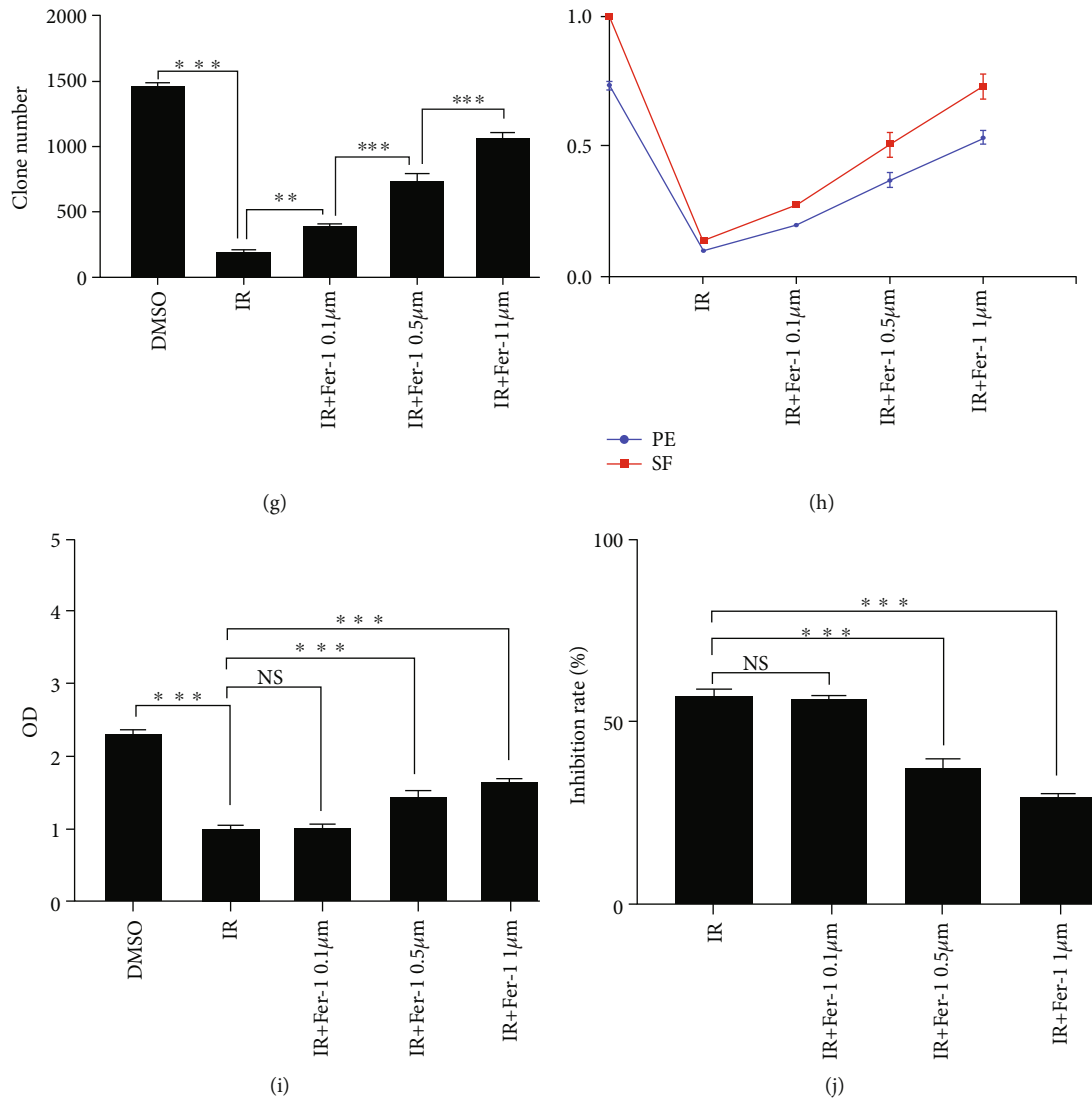 2000
1500
1000
500
0
Clone number
* * *
**
***
***
DMSO
IR
IR+Fer-1 0.1μm
IR+Fer-1 0.5μm
IR+Fer-11μm
(g)
1.0
0.5
0.0
IR
IR+Fer-1 0.1μm
IR+Fer-1 0.5μm
IR+Fer-1 1μm
PE
SF
(h)
5
4
3
2
1
0
OD
* * *
NS
* * *
* * *
DMSO
IR
IR+Fer-1 0.1μm
IR+Fer-1 0.5μm
IR+Fer-1 1μm
(i)
100
50
0
Inhibition rate (%)
* * *
* * *
NS
IR
IR+Fer-1 0.1μm
IR+Fer-1 0.5μm
IR+Fer-1 1μm
(j)